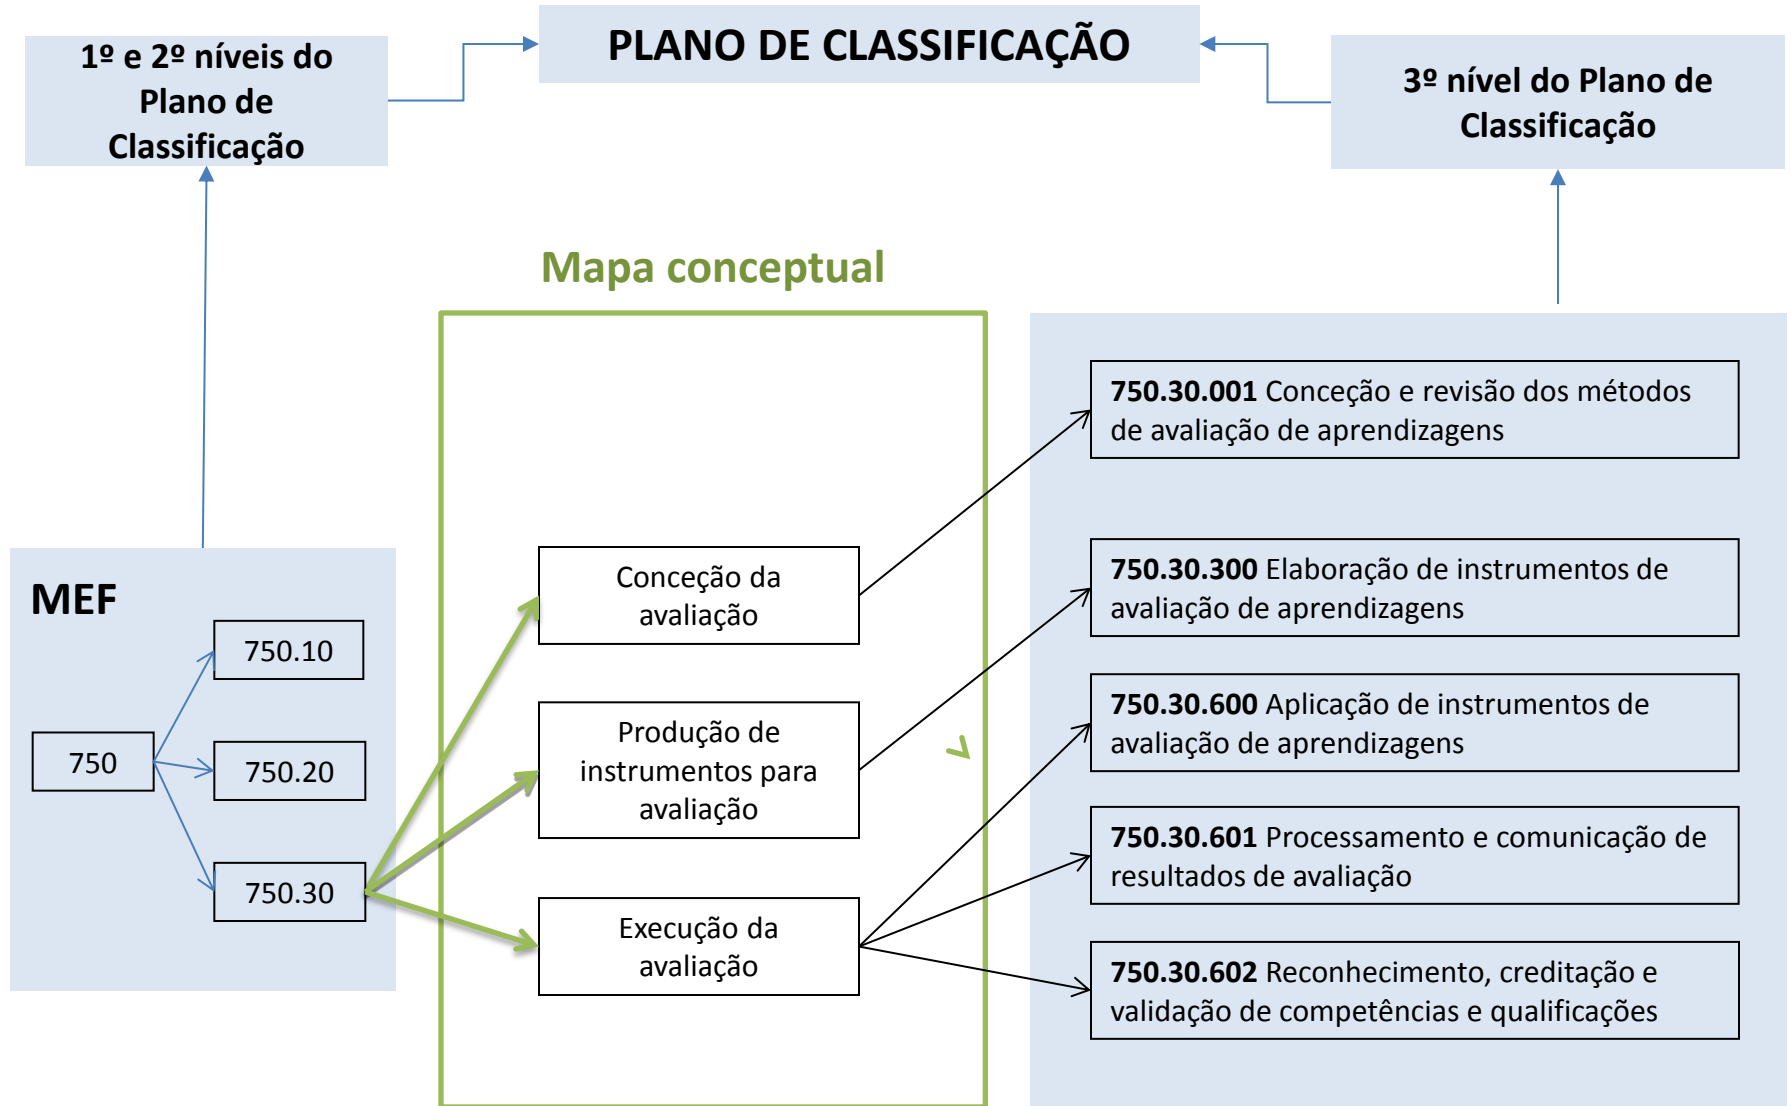 1º e 2º níveis do
Plano de
Classificação
PLANO DE CLASSIFICAÇÃO
3º nível do Plano de
Classificação
Mapa conceptual
MEF
750
750.10
750.20
750.30
Conceção da
avaliação
Produção de
instrumentos para
avaliação
Execução da
avaliação
750.30.001 Conceção e revisão dos métodos
de avaliação de aprendizagens
750.30.300 Elaboração de instrumentos de
avaliação de aprendizagens
750.30.600 Aplicação de instrumentos de
avaliação de aprendizagens
750.30.601 Processamento e comunicação de
resultados de avaliação
750.30.602 Reconhecimento, creditação e
validação de competências e qualificações